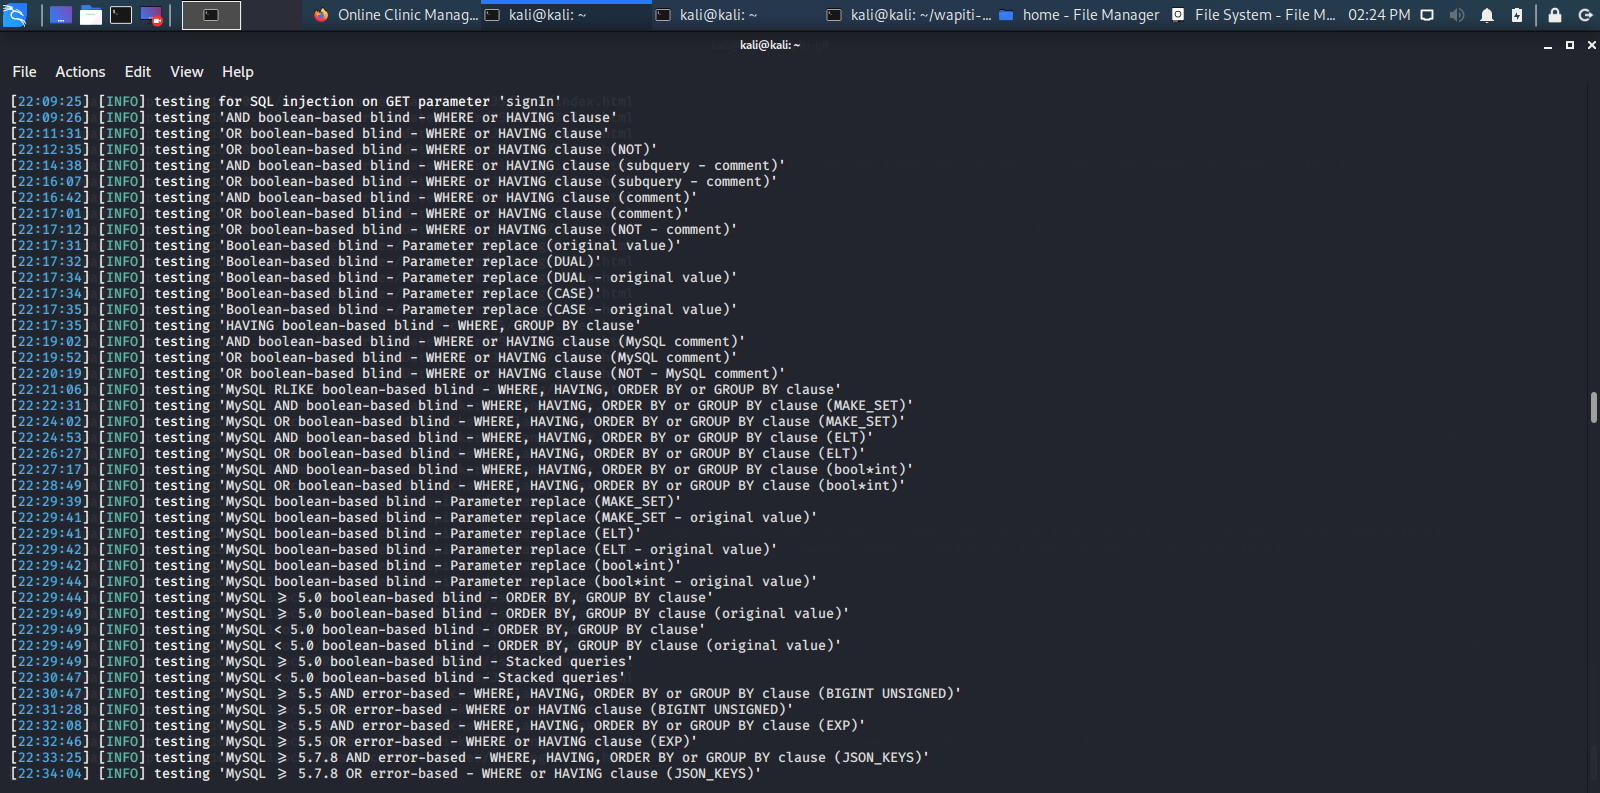 Online Clinic Manag...
kali@kali: ~
kali@kali: ~
kali@kali: ~/wapiti-...
home - File Manager
File System - File M...
02:24 PM
kali@kali: ~
File Actions Edit View Help
[22:09:25] [INFO] testing for SQL injection on GET parameter 'signIn'
[22:09:26] [INFO] testing 'AND boolean-based blind - WHERE or HAVING clause'
[22:11:31] [INFO] testing 'OR boolean-based blind - WHERE or HAVING clause'
[22:12:35] [INFO] testing 'OR boolean-based blind - WHERE or HAVING clause (NOT)'
[22:14:38] [INFO] testing 'AND boolean-based blind - WHERE or HAVING clause (subquery - comment)'
[22:16:07] [INFO] testing 'OR boolean-based blind - WHERE or HAVING clause (subquery - comment)'
[22:16:42] [INFO] testing 'AND boolean-based blind - WHERE or HAVING clause (comment)'
[22:17:01] [INFO] testing 'OR boolean-based blind - WHERE or HAVING clause (comment)'
[22:17:12] [INFO] testing 'OR boolean-based blind - WHERE or HAVING clause (NOT - comment)'
[22:17:31] [INFO] testing 'Boolean-based blind - Parameter replace (original value)'
[22:17:32] [INFO] testing 'Boolean-based blind - Parameter replace (DUAL)'
[22:17:34] [INFO] testing 'Boolean-based blind - Parameter replace (DUAL - original value)'
[22:17:34] [INFO] testing 'Boolean-based blind - Parameter replace (CASE)'
[22:17:35] [INFO] testing 'Boolean-based blind - Parameter replace (CASE - original value)'
[22:17:35] [INFO] testing 'HAVING boolean-based blind - WHERE, GROUP BY clause'
[22:19:02] [INFO] testing 'AND boolean-based blind - WHERE or HAVING clause (MySQL comment)'
[22:19:52] [INFO] testing 'OR boolean-based blind - WHERE or HAVING clause (MySQL comment)'
[22:20:19] [INFO] testing 'OR boolean-based blind - WHERE or HAVING clause (NOT - MySQL comment)'
[22:21:06] [INFO] testing 'MySQL RLIKE boolean-based blind - WHERE, HAVING, ORDER BY or GROUP BY clause'
[22:22:31] [INFO] testing 'MySQL AND boolean-based blind - WHERE, HAVING, ORDER BY or GROUP BY clause (MAKE_SET)'
[22:24:02] [INFO] testing 'MySQL OR boolean-based blind - WHERE, HAVING, ORDER BY or GROUP BY clause (MAKE_SET)'
[22:24:53] [INFO] testing 'MySQL AND boolean-based blind - WHERE, HAVING, ORDER BY or GROUP BY clause (ELT)'
[22:26:27] [INFO] testing 'MySQL OR boolean-based blind - WHERE, HAVING, ORDER BY or GROUP BY clause (ELT)'
[22:27:17] [INFO] testing 'MySQL AND boolean-based blind - WHERE, HAVING, ORDER BY or GROUP BY clause (bool*int)'
[22:28:49] [INFO] testing 'MySQL OR boolean-based blind - WHERE, HAVING, ORDER BY or GROUP BY clause (bool*int)'
[22:29:39] [INFO] testing 'MySQL boolean-based blind - Parameter replace (MAKE_SET)'
[22:29:41] [INFO] testing 'MySQL boolean-based blind - Parameter replace (MAKE_SET - original value)'
[22:29:41] [INFO] testing 'MySQL boolean-based blind - Parameter replace (ELT)'
[22:29:42] [INFO] testing 'MySQL boolean-based blind - Parameter replace (ELT - original value)'
[22:29:42] [INFO] testing 'MySQL boolean-based blind - Parameter replace (bool*int)'
[22:29:44] [INFO] testing 'MySQL boolean-based blind - Parameter replace (bool*int - original value)'
[22:29:44] [INFO] testing 'MySQL ≥ 5.0 boolean-based blind - ORDER BY, GROUP BY clause'
[22:29:49] [INFO] testing 'MySQL ≥ 5.0 boolean-based blind - ORDER BY, GROUP BY clause (original value)'
[22:29:49] [INFO] testing 'MySQL < 5.0 boolean-based blind - ORDER BY, GROUP BY clause'
[22:29:49] [INFO] testing 'MySQL < 5.0 boolean-based blind - ORDER BY, GROUP BY clause (original value)'
[22:29:49] [INFO] testing 'MySQL ≥ 5.0 boolean-based blind - Stacked queries'
[22:30:47] [INFO] testing 'MySQL < 5.0 boolean-based blind - Stacked queries'
[22:30:47] [INFO] testing 'MySQL ≥ 5.5 AND error-based - WHERE, HAVING, ORDER BY or GROUP BY clause (BIGINT UNSIGNED)'
[22:31:28] [INFO] testing 'MySQL ≥ 5.5 OR error-based - WHERE or HAVING clause (BIGINT UNSIGNED)'
[22:32:08] [INFO] testing 'MySQL ≥ 5.5 AND error-based - WHERE, HAVING, ORDER BY or GROUP BY clause (EXP)'
[22:32:46] [INFO] testing 'MySQL ≥ 5.5 OR error-based - WHERE or HAVING clause (EXP)'
[22:33:25] [INFO] testing 'MySQL ≥ 5.7.8 AND error-based - WHERE, HAVING, ORDER BY or GROUP BY clause (JSON_KEYS)'
[22:34:04] [INFO] testing 'MySQL ≥ 5.7.8 OR error-based - WHERE or HAVING clause (JSON_KEYS)'